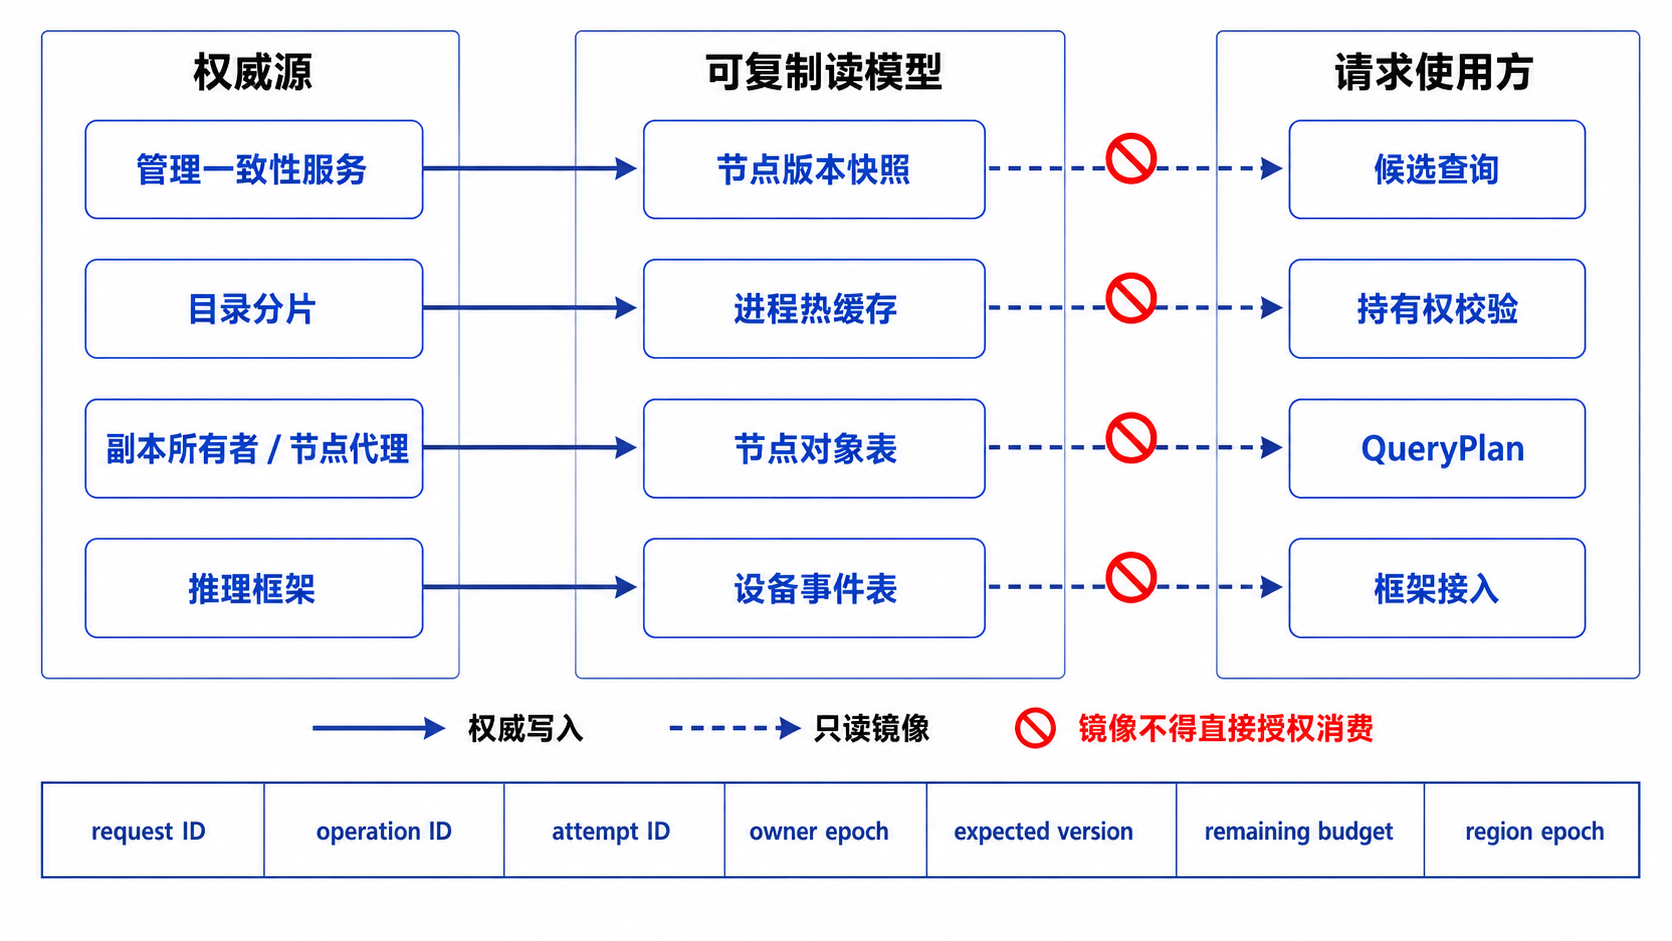 权威源
可复制读模型
请求使用方
管理一致性服务
节点版本快照
候选查询
目录分片
进程热缓存
持有权校验
副本所有者 / 节点代理
节点对象表
QueryPlan
推理框架
设备事件表
框架接入
权威写入
只读镜像
镜像不得直接授权消费
request ID
operation ID
attempt ID
owner epoch
expected version
remaining budget
region epoch